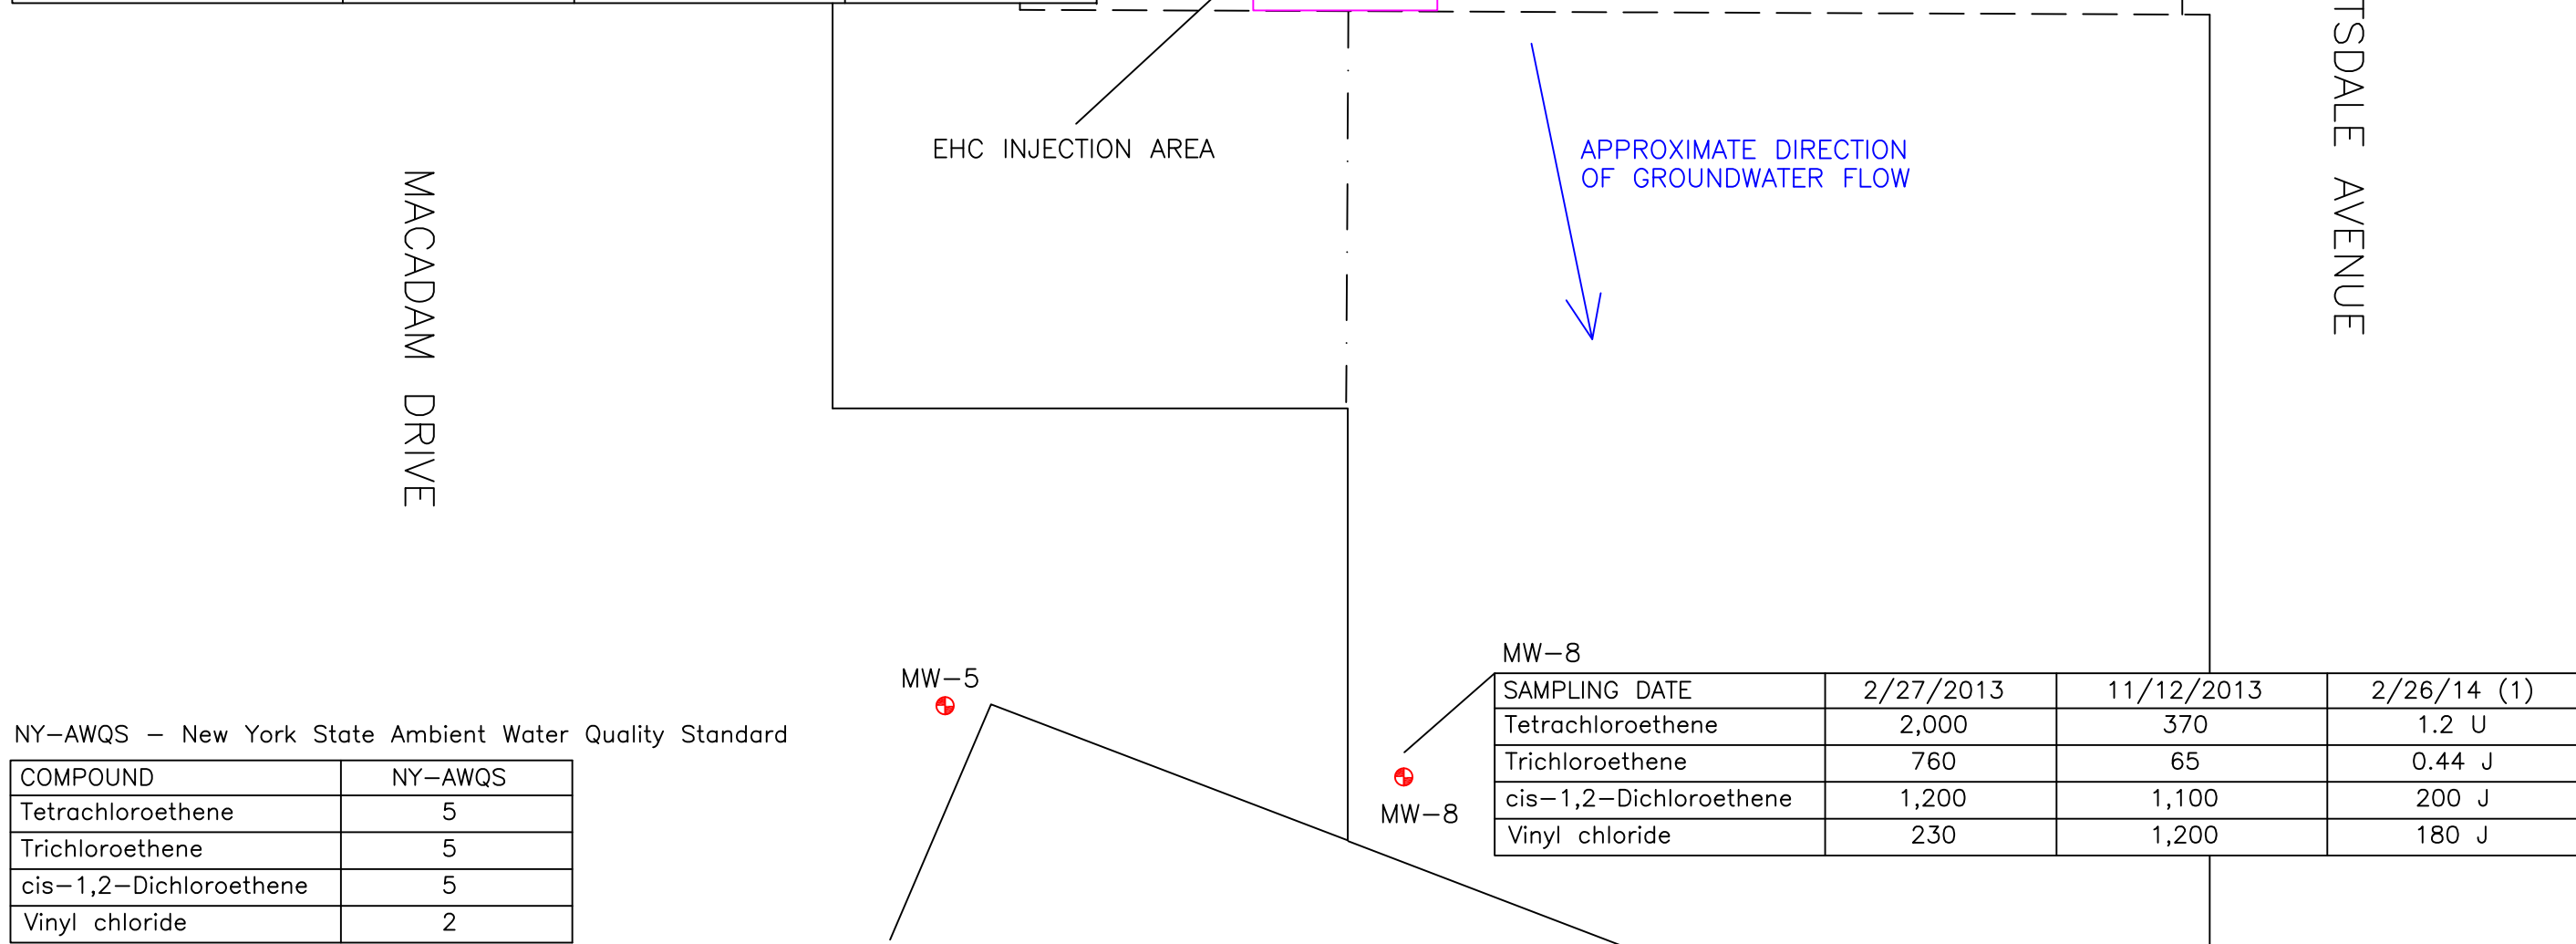 EHC INJECTION AREA
APPROXIMATE DIRECTION
OF GROUNDWATER FLOW
MACADAM DRIVE
TSDALE AVENUE
MW-5
MW-8
SAMPLING DATE 2/27/2013 11/12/2013 2/26/14 (1)
Tetrachloroethene 2,000 370 1.2 U
Trichloroethene 760 65 0.44 J
cis-1,2-Dichloroethene 1,200 1,100 200 J
Vinyl chloride 230 1,200 180 J
MW-8
NY-AWQS - New York State Ambient Water Quality Standard
COMPOUND NY-AWQS
Tetrachloroethene 5
Trichloroethene 5
cis-1,2-Dichloroethene 5
Vinyl chloride 2